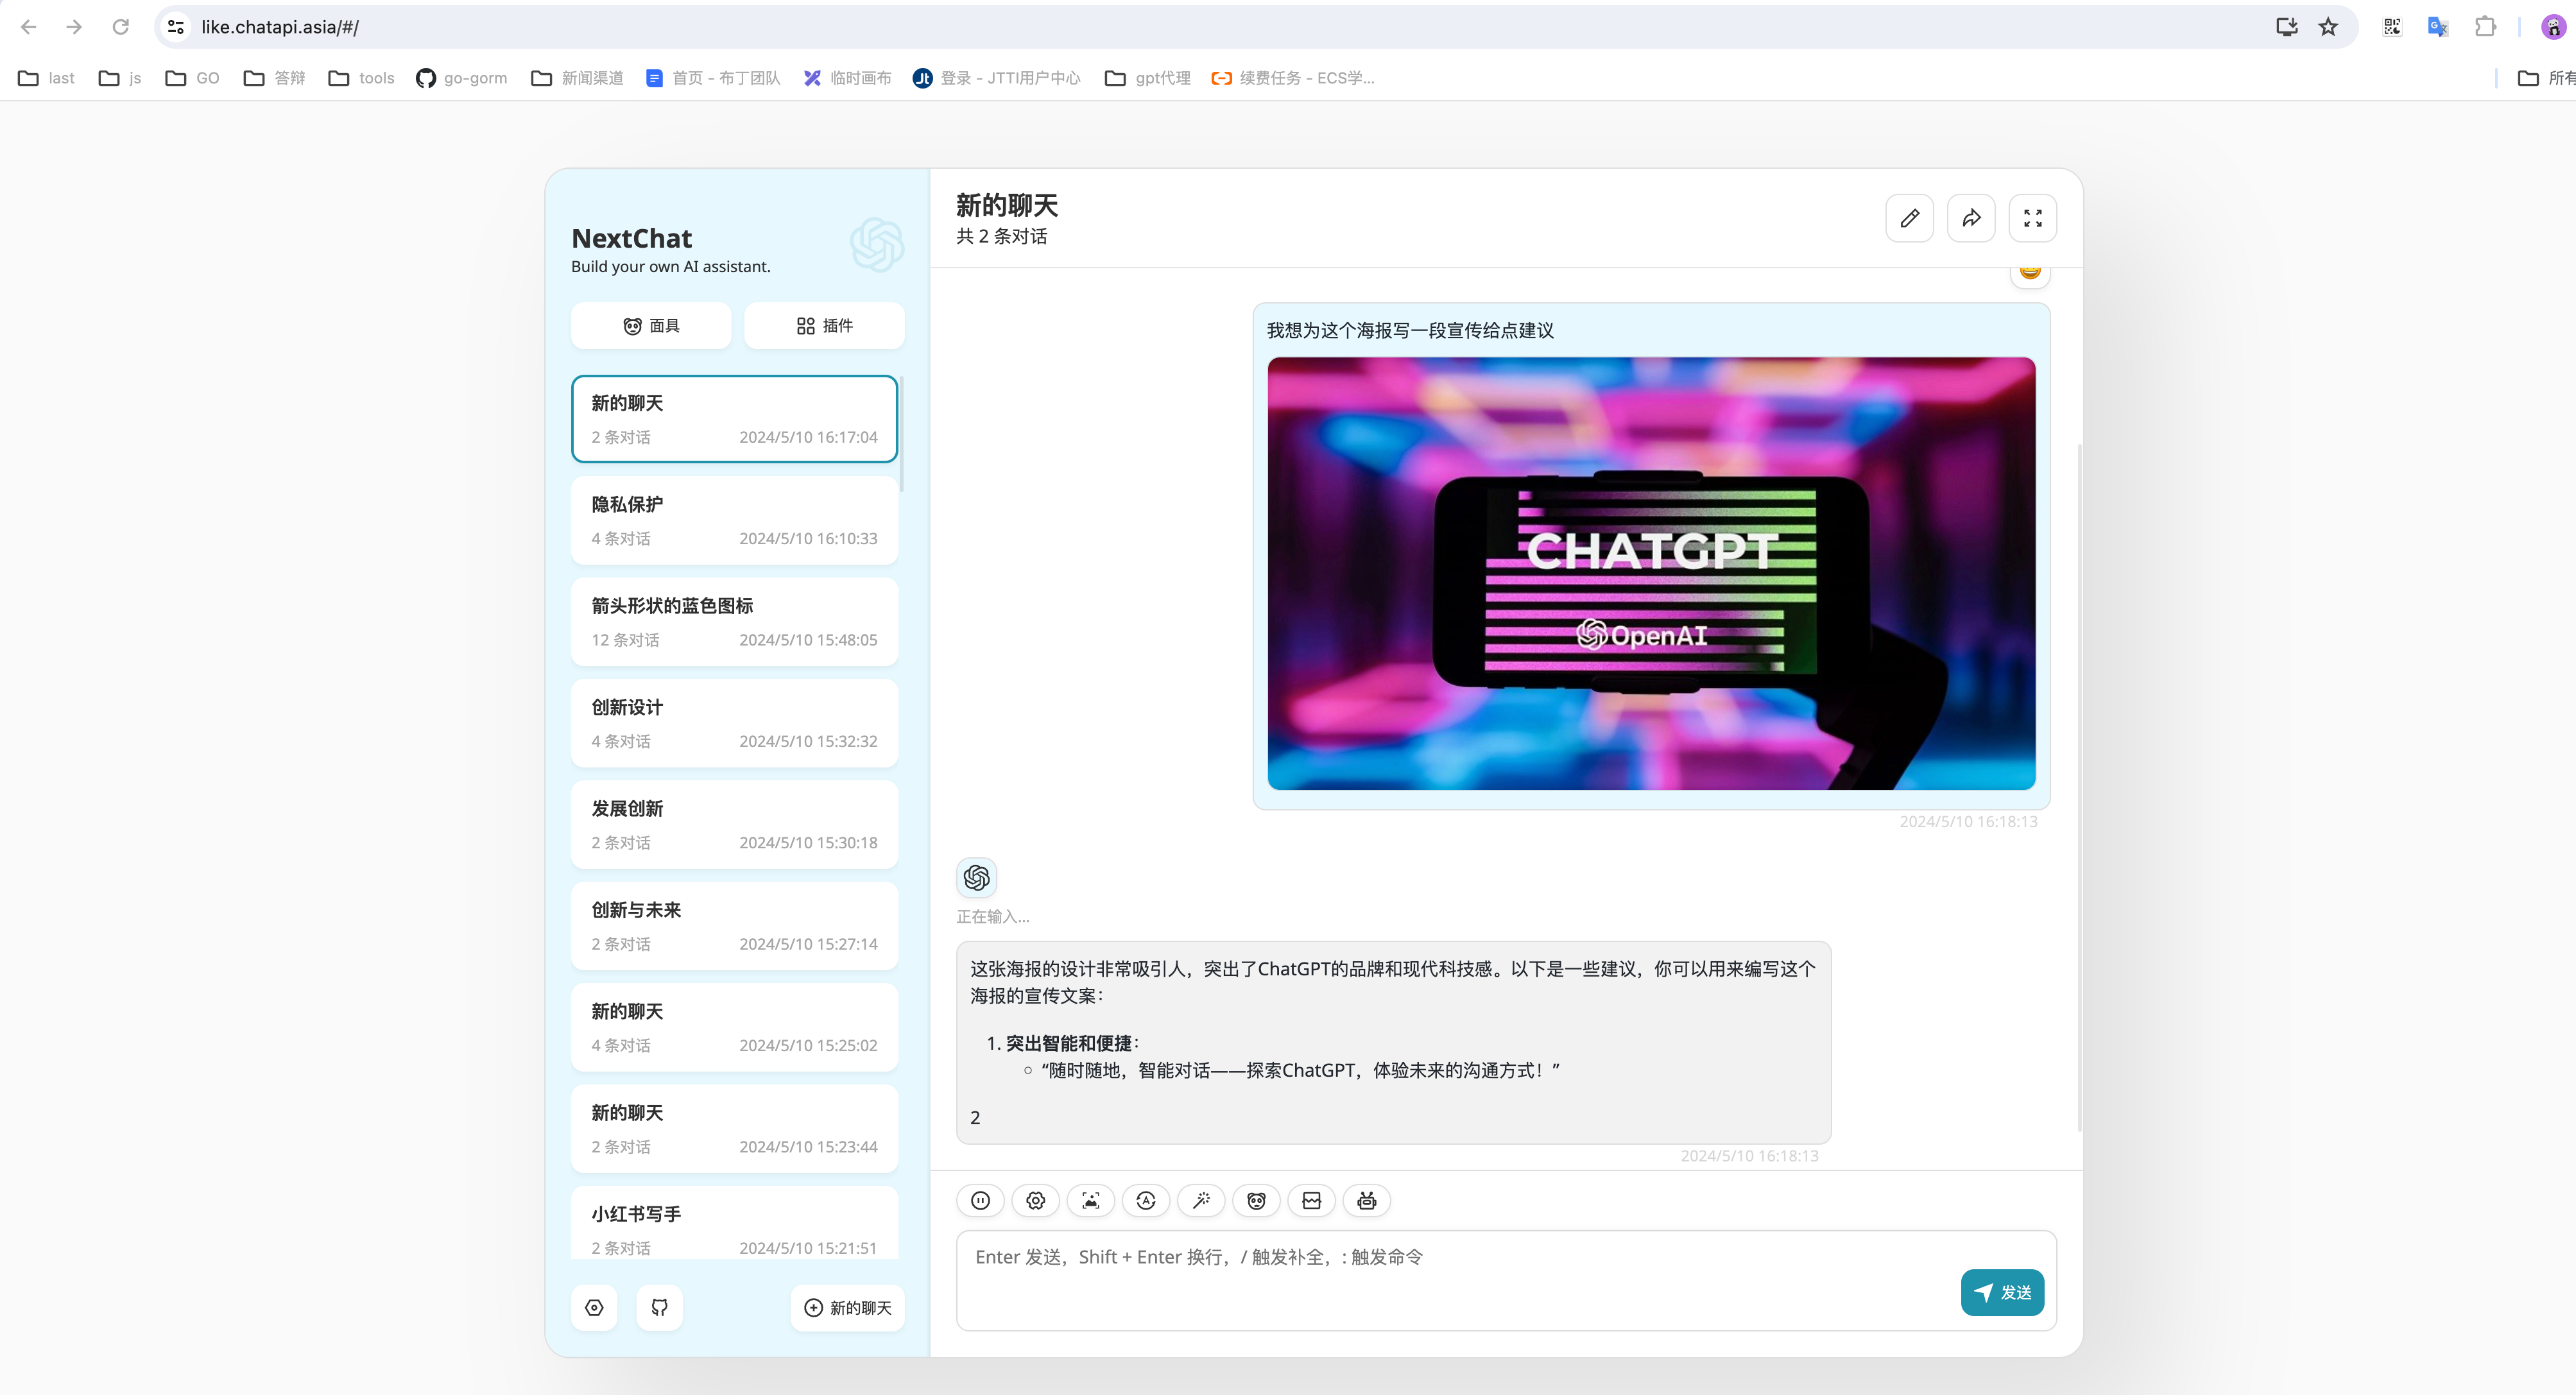 like.chatapi.asia/#/
last
js
GO
答辩
tools
go-gorm
新闻渠道
首页 - 布丁团队
临时画布
登录 - JTTI用户中心
gpt代理
续费任务 - ECS学...
所有
NextChat
Build your own AI assistant.
面具
插件
新的聊天
2 条对话 2024/5/10 16:17:04
隐私保护
4 条对话 2024/5/10 16:10:33
箭头形状的蓝色图标
12 条对话 2024/5/10 15:48:05
创新设计
4 条对话 2024/5/10 15:32:32
发展创新
2 条对话 2024/5/10 15:30:18
创新与未来
2 条对话 2024/5/10 15:27:14
新的聊天
4 条对话 2024/5/10 15:25:02
新的聊天
2 条对话 2024/5/10 15:23:44
小红书写手
2 条对话 2024/5/10 15:21:51
新的聊天
新的聊天
共 2 条对话
我想为这个海报写一段宣传给点建议
CHATGPT
OpenAI
2024/5/10 16:18:13
正在输入...
这张海报的设计非常吸引人，突出了ChatGPT的品牌和现代科技感。以下是一些建议，你可以用来编写这个
海报的宣传文案：
1. 突出智能和便捷：
“随时随地，智能对话——探索ChatGPT，体验未来的沟通方式！”
2
2024/5/10 16:18:13
Enter 发送，Shift + Enter 换行，/ 触发补全，: 触发命令
发送